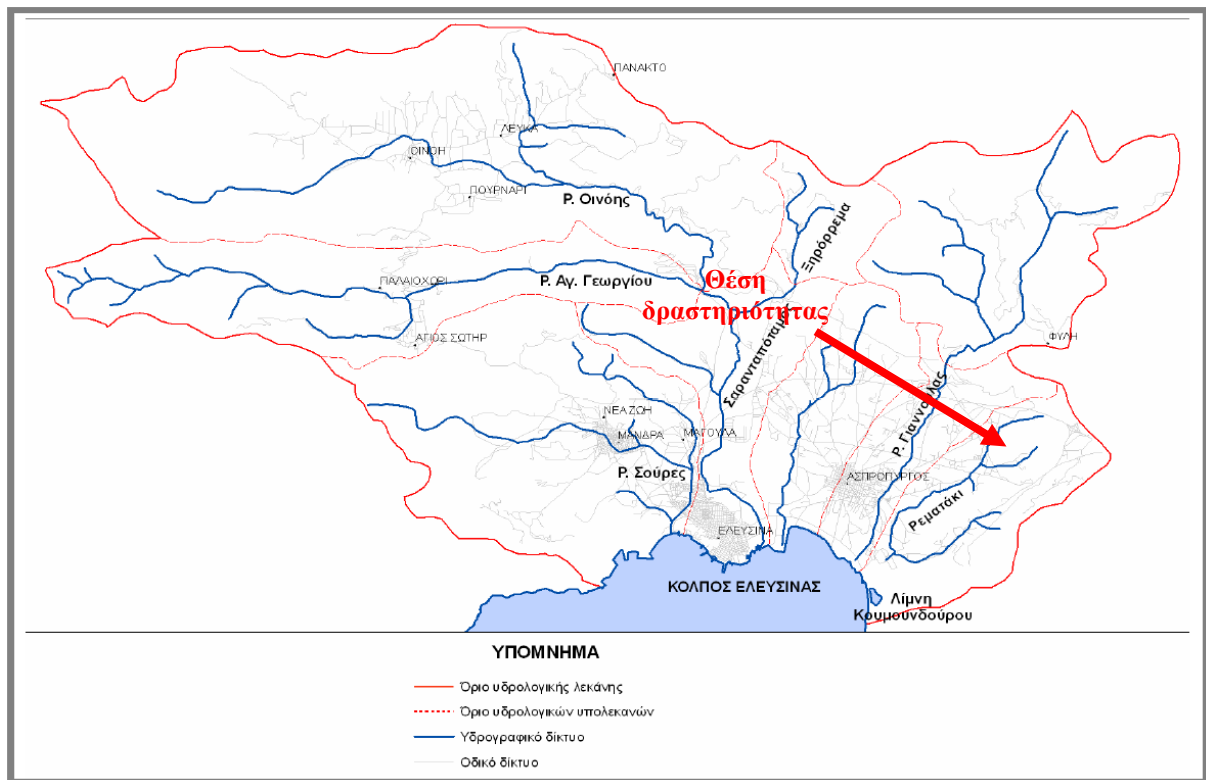 ΠΑΝΑΚΤΟ
ΛΕΥΚΑ
ΟΙΝΟΗ
ΠΟΥΡΝΑΡΙ
Ρ. Οινόης
Ξηρόρρεμα
Ρ. Αγ. Γεωργίου
ΠΑΛΑΙΟΧΩΡΙ
Θέση
δραστηριότητας
ΑΓΙΟΣ ΣΩΤΗΡ
Σαρανταπόταμος
ΦΥΛΗ
Ρ. Γιαννούλας
ΝΕΑ ΖΩΗ
ΜΑΝΔΡΑ
ΜΑΓΟΥΛΑ
Ρ. Σούρες
ΑΣΠΡΟΠΥΡΓΟΣ
Ρεματάκι
ΕΛΕΥΣΙΝΑ
ΚΟΛΠΟΣ ΕΛΕΥΣΙΝΑΣ
Λίμνη
Κουμουνδούρου
ΥΠΟΜΝΗΜΑ
Όριο υδρολογικής λεκάνης
Όριο υδρολογικών υπολεκανών
Υδρογραφικό δίκτυο
Οδικό δίκτυο